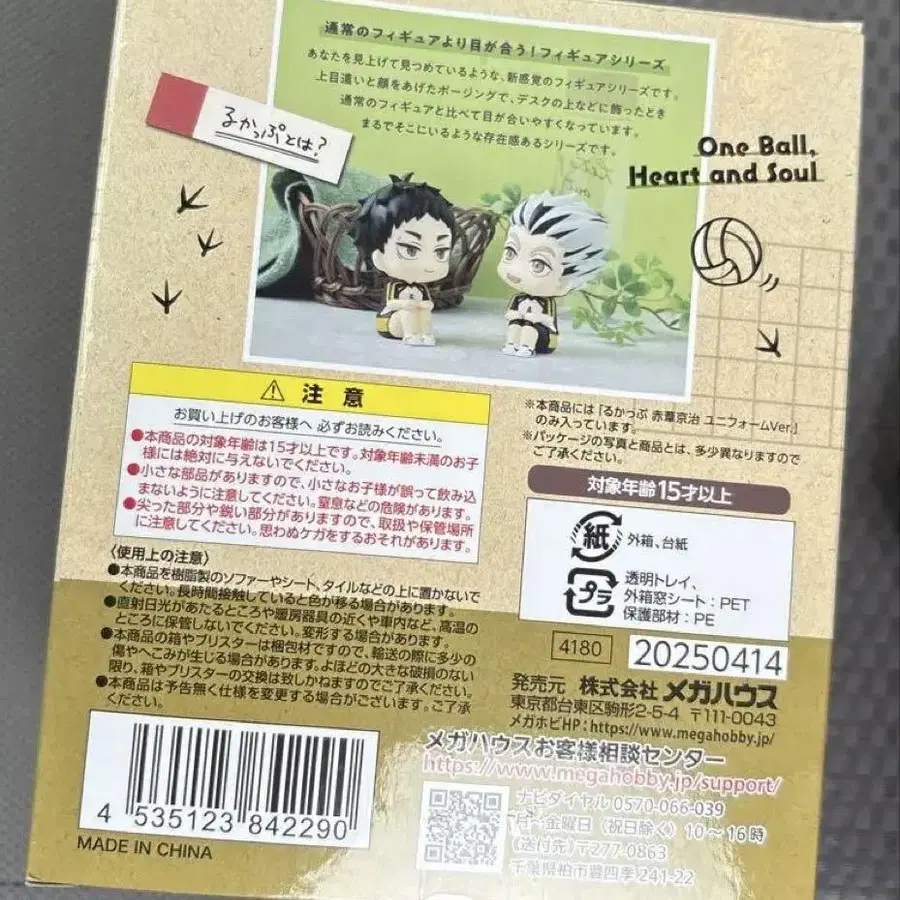 通常のフィギュアより目が合う！フィギュアシリーズ
あなたを見上げて見つめているような、新感覚のフィギュアシリーズです。
上目遣いと顔をあげたポージングで、デスクの上などに飾ったとき
通常のフィギュアと比べて目が合いやすくなっています。
まるでそこにいるような存在感あるシリーズです。
るかっぷとは？
One Ball,
Heart and Soul
⚠ 注意
お買い上げのお客様へ 必ずお読みください。
●本商品の対象年齢は15才以上です。対象年齢未満のお子
様には絶対に与えないでください。
●小さな部品がありますので、小さなお子様が誤って飲み込
まないように注意してください。窒息などの危険があります。
●尖った部分や鋭い部分がありますので、取扱や保管場所
に注意してください。思わぬケガをするおそれがあります。
〈使用上の注意〉
●本商品を樹脂製のソファーやシート、タイルなどの上に置かないで
ください。長時間接触していると色が移る場合があります。
●直射日光があたるところや暖房器具の近くや車内など、高温の
ところに保管しないでください。変形する場合があります。
●本商品の箱やブリスターは梱包材ですので、輸送の際に多少の
傷やへこみが生じる場合があります。よほどの大きな破損のない
限り、箱やブリスターの交換は致しかねますのでご了承ください。
●本商品は予告無く仕様を変更する場合がございます。ご了承
ください。
※本商品には「るかっぷ 赤葦京治 ユニフォームVer.」
のみ入っています。
※パッケージの写真と商品とは、多少異なりますので
ご了承ください。
対象年齢15才以上
紙 外箱、台紙
プラ 透明トレイ、
外箱窓シート：PET
保護部材：PE
4180 20250414
発売元 株式会社 メガハウス
東京都台東区駒形2-5-4 〒111-0043
メガホビHP：https://www.megahobby.jp/
メガハウスお客様相談センター
https://www.megahobby.jp/support/
ナビダイヤル 0570-066-039
月～金曜日（祝日除く）10～16時
〈送付先〉〒277-0863
千葉県柏市豊四季241-22
4 535123 842290
MADE IN CHINA